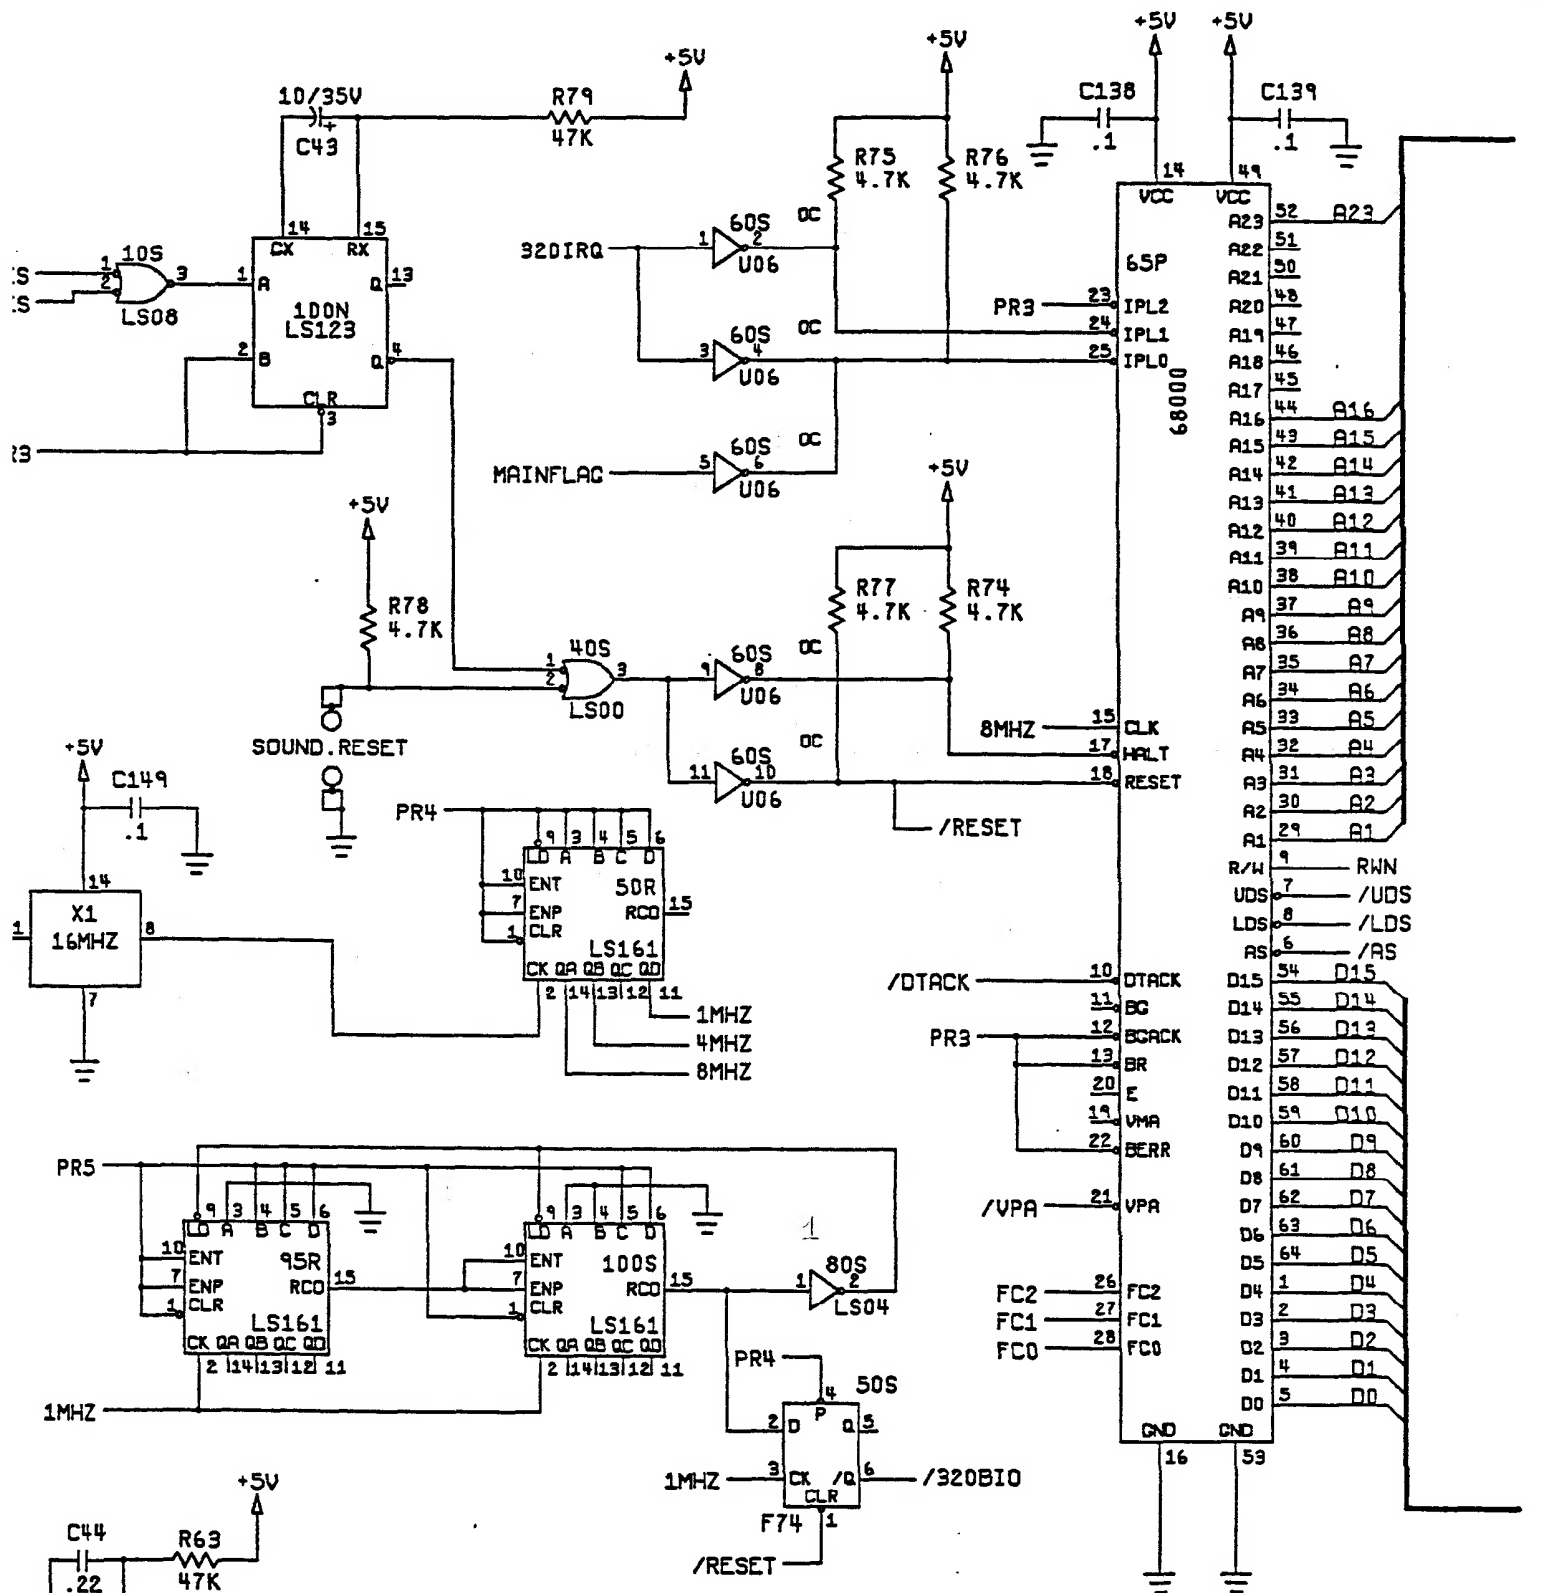 +5V
+5V
+5V
+5V
10/35V
C43
R79
47K
C138
.1
C139
.1
R75
4.7K
R76
4.7K
14
15
CX
RX
10S
1
2
3
LS08
1
A
Q
13
100N
LS123
2
B
Q
4
CLR
3
320IRQ
1
60S
2
U06
OC
3
60S
4
U06
OC
MAINFLAG
5
60S
6
U06
OC
+5V
+5V
R78
4.7K
R77
4.7K
R74
4.7K
40S
1
2
3
LS00
9
60S
8
U06
OC
11
60S
10
U06
OC
/RESET
SOUND.RESET
+5V
C149
.1
14
X1
16MHZ
1
8
7
PR4
9 3 4 5 6
LD A B C D
10 ENT
50R
7 ENP
RCO 15
1 CLR
LS161
CK QA QB QC QD
2 14 13 12 11
1MHZ
4MHZ
8MHZ
PR5
9 3 4 5 6
LD A B C D
10 ENT
95R
7 ENP
RCO 15
1 CLR
LS161
CK QA QB QC QD
2 14 13 12 11
1MHZ
9 3 4 5 6
LD A B C D
10 ENT
100S
7 ENP
RCO 15
1 CLR
LS161
CK QA QB QC QD
2 14 13 12 11
1
1
80S
2
LS04
PR4
4
50S
P
2 D
Q 5
1MHZ
3 CK
/Q 6
/320BIO
CLR
F74
1
/RESET
C44
.22
R63
47K
+5V
14
49
VCC
VCC
65P
68000
PR3 23 IPL2
24 IPL1
25 IPL0
8MHZ 15 CLK
17 HALT
18 RESET
/DTACK 10 DTACK
11 BG
PR3 12 BGACK
13 BR
20 E
19 VMA
22 BERR
/VPA 21 VPA
FC2 26 FC2
FC1 27 FC1
FC0 28 FC0
A23 52 A23
A22 51
A21 50
A20 48
A19 47
A18 46
A17 45
A16 44 A16
A15 43 A15
A14 42 A14
A13 41 A13
A12 40 A12
A11 39 A11
A10 38 A10
A9 37 A9
A8 36 A8
A7 35 A7
A6 34 A6
A5 33 A5
A4 32 A4
A3 31 A3
A2 30 A2
A1 29 A1
R/W 9 RWN
UDS 7 /UDS
LDS 8 /LDS
AS 6 /AS
D15 54 D15
D14 55 D14
D13 56 D13
D12 57 D12
D11 58 D11
D10 59 D10
D9 60 D9
D8 61 D8
D7 62 D7
D6 63 D6
D5 64 D5
D4 1 D4
D3 2 D3
D2 3 D2
D1 4 D1
D0 5 D0
GND
GND
16
53